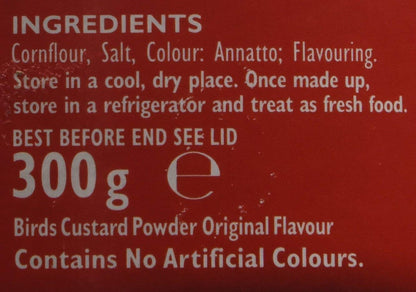 INGREDIENTS
Cornflour, Salt, Colour: Annatto; Flavouring.
Store in a cool, dry place. Once made up,
store in a refrigerator and treat as fresh food.
BEST BEFORE END SEE LID
300g ℮
Birds Custard Powder Original Flavour
Contains No Artificial Colours.